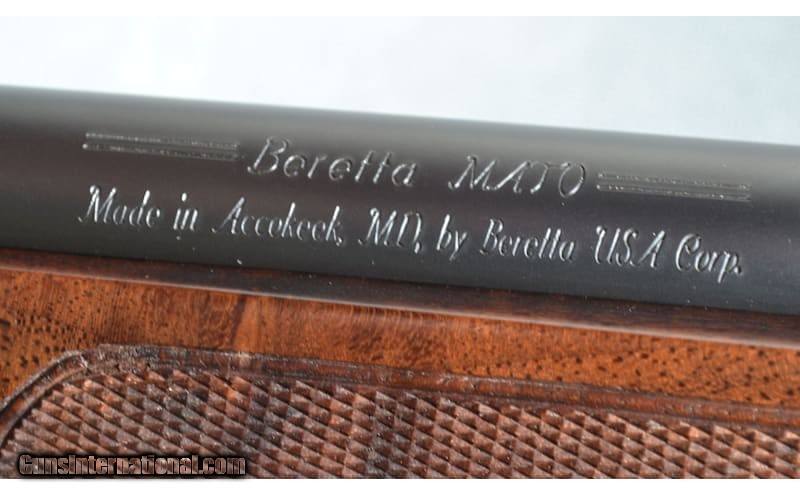 Beretta MATO
Made in Accokeek, MD, by Beretta USA Corp.
GunsInternational.com